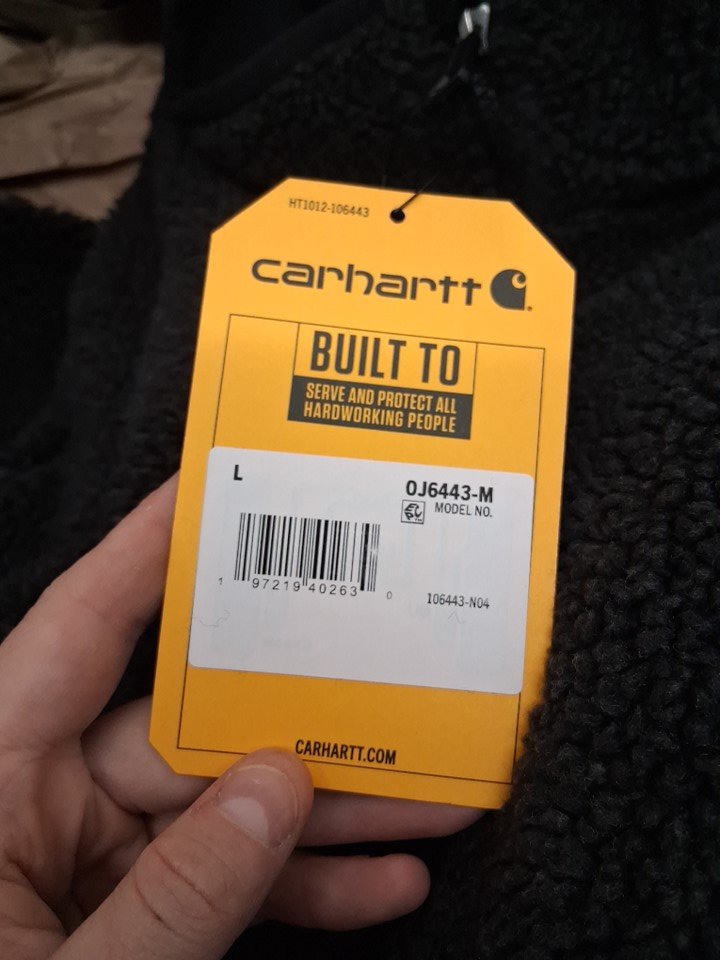 HT1012-106443
carhartt
BUILT TO
SERVE AND PROTECT ALL
HARDWORKING PEOPLE
L
0J6443-M
MODEL NO.
1 97219 40263 0
106443-N04
CARHARTT.COM